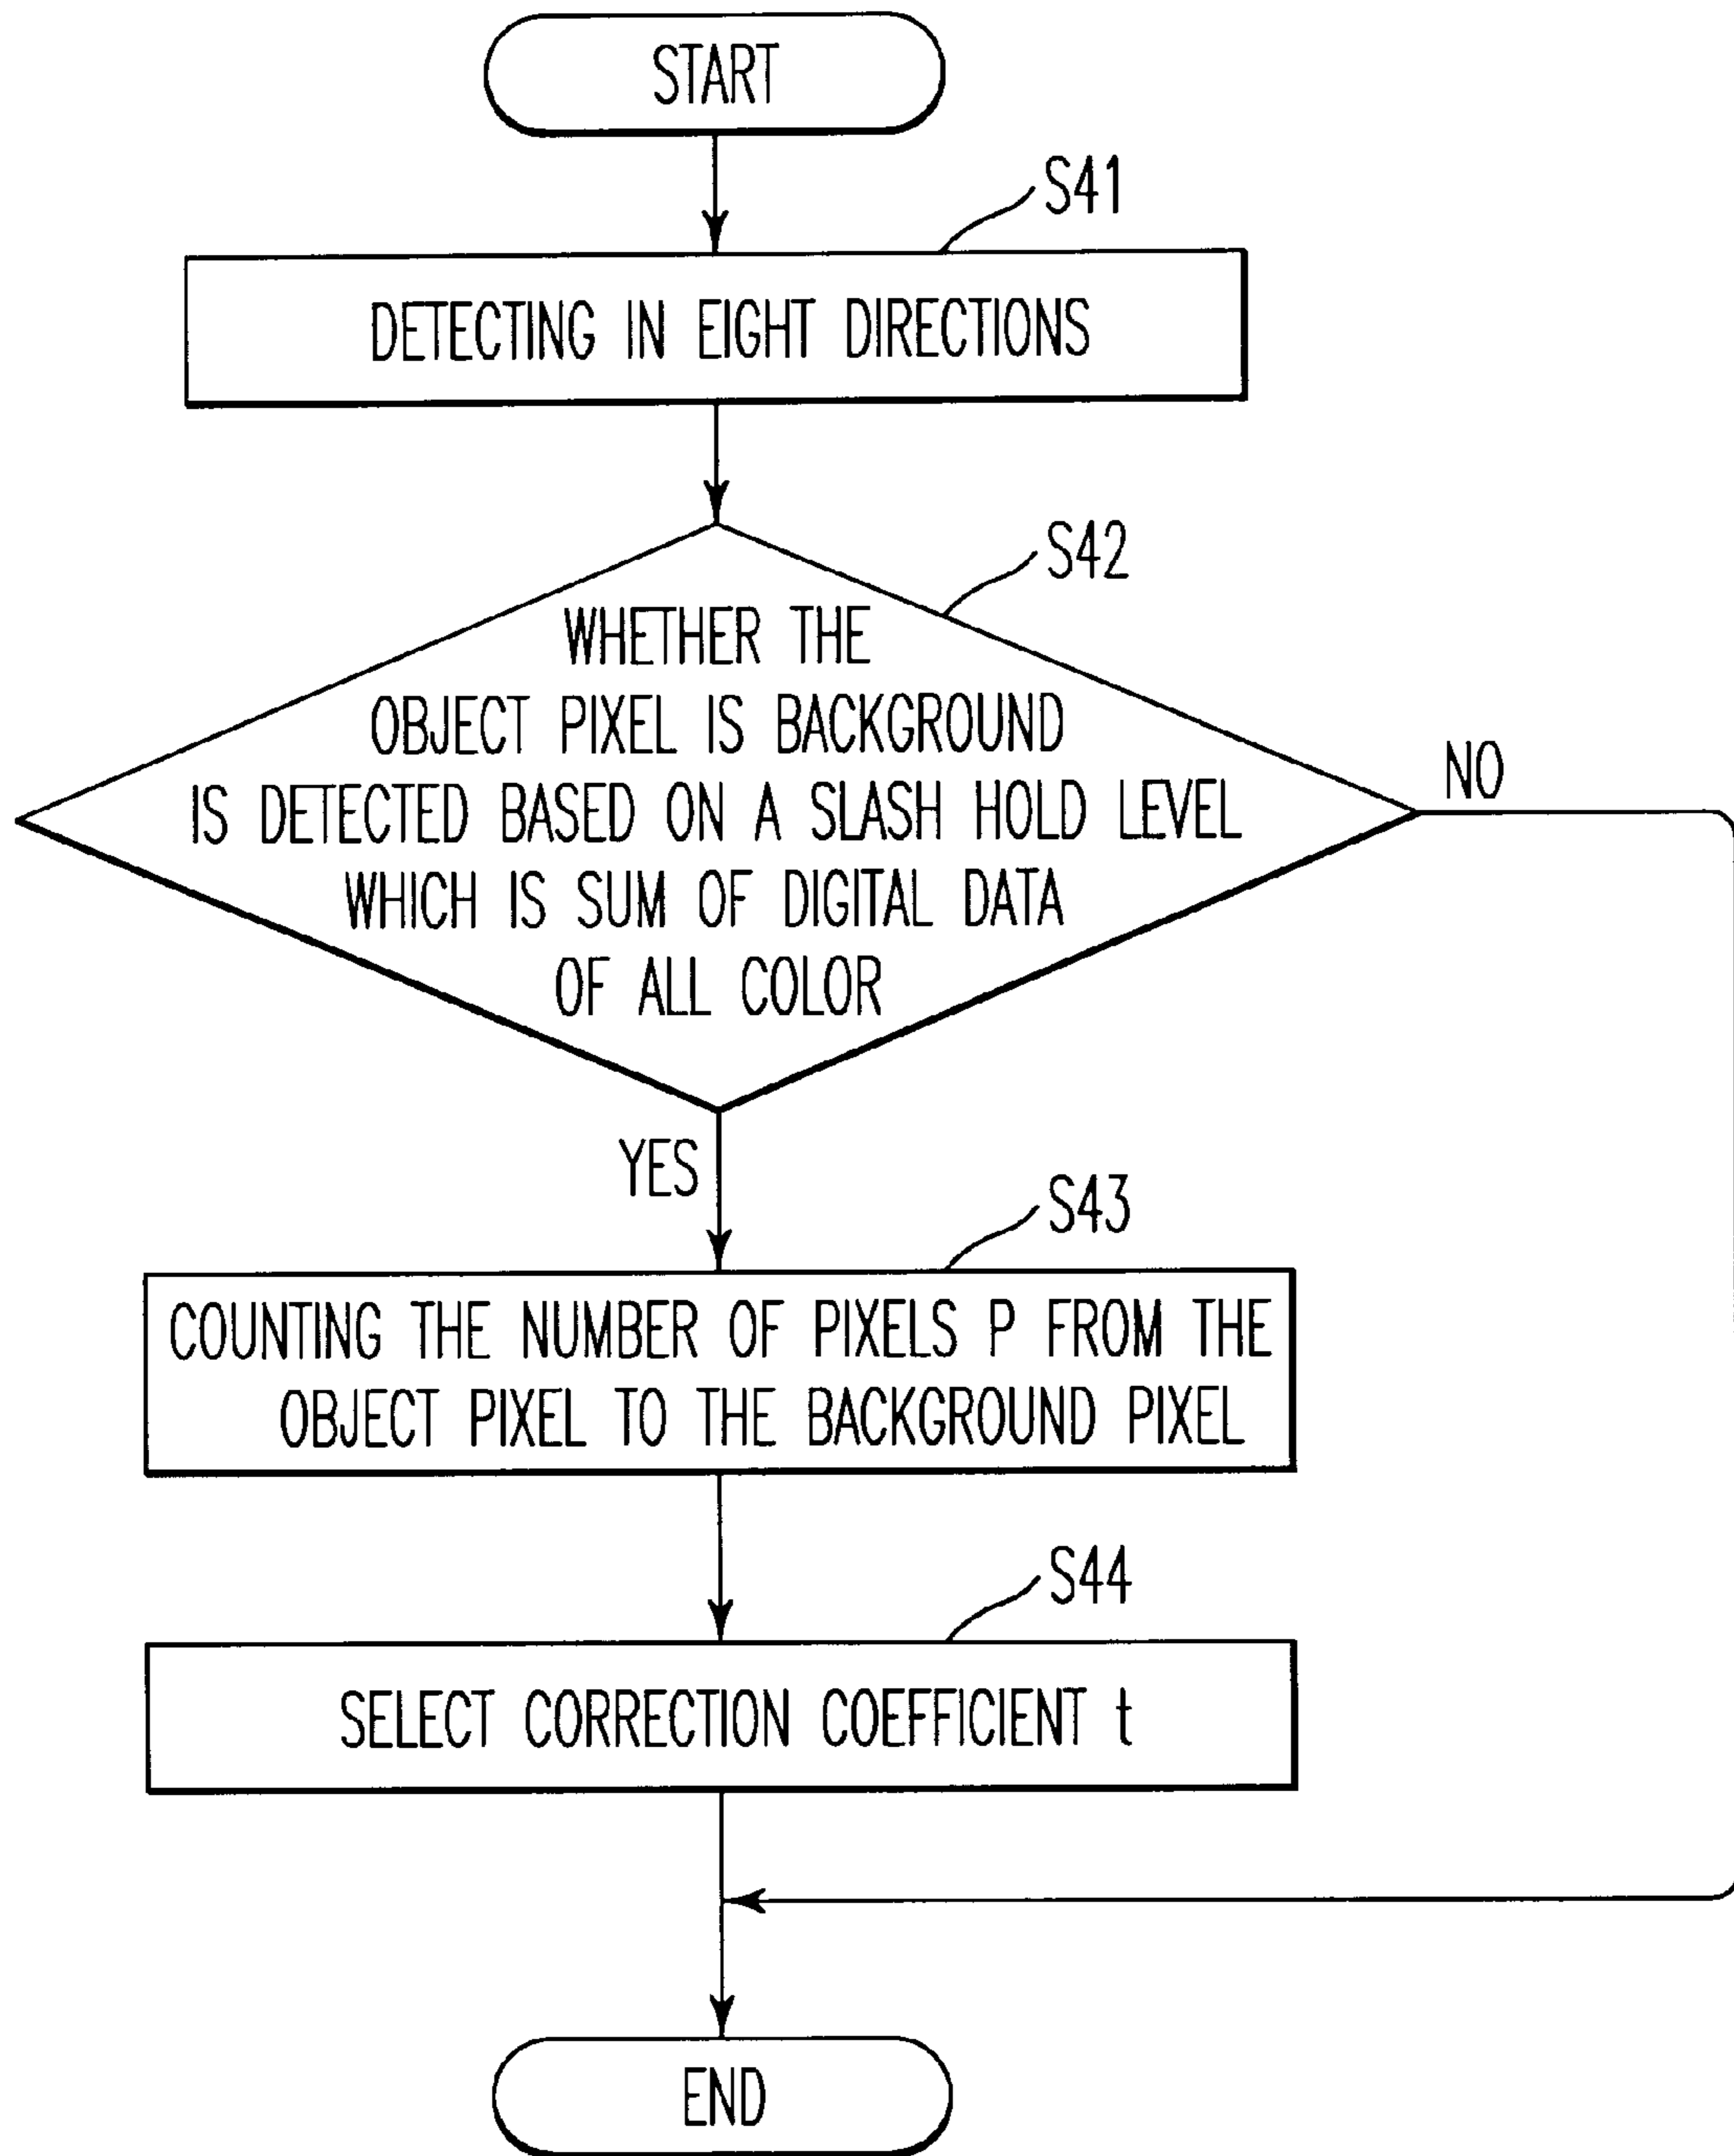 START
S41
DETECTING IN EIGHT DIRECTIONS
S42
WHETHER THE
OBJECT PIXEL IS BACKGROUND
IS DETECTED BASED ON A SLASH HOLD LEVEL
WHICH IS SUM OF DIGITAL DATA
OF ALL COLOR
NO
YES
S43
COUNTING THE NUMBER OF PIXELS P FROM THE
OBJECT PIXEL TO THE BACKGROUND PIXEL
S44
SELECT CORRECTION COEFFICIENT t
END